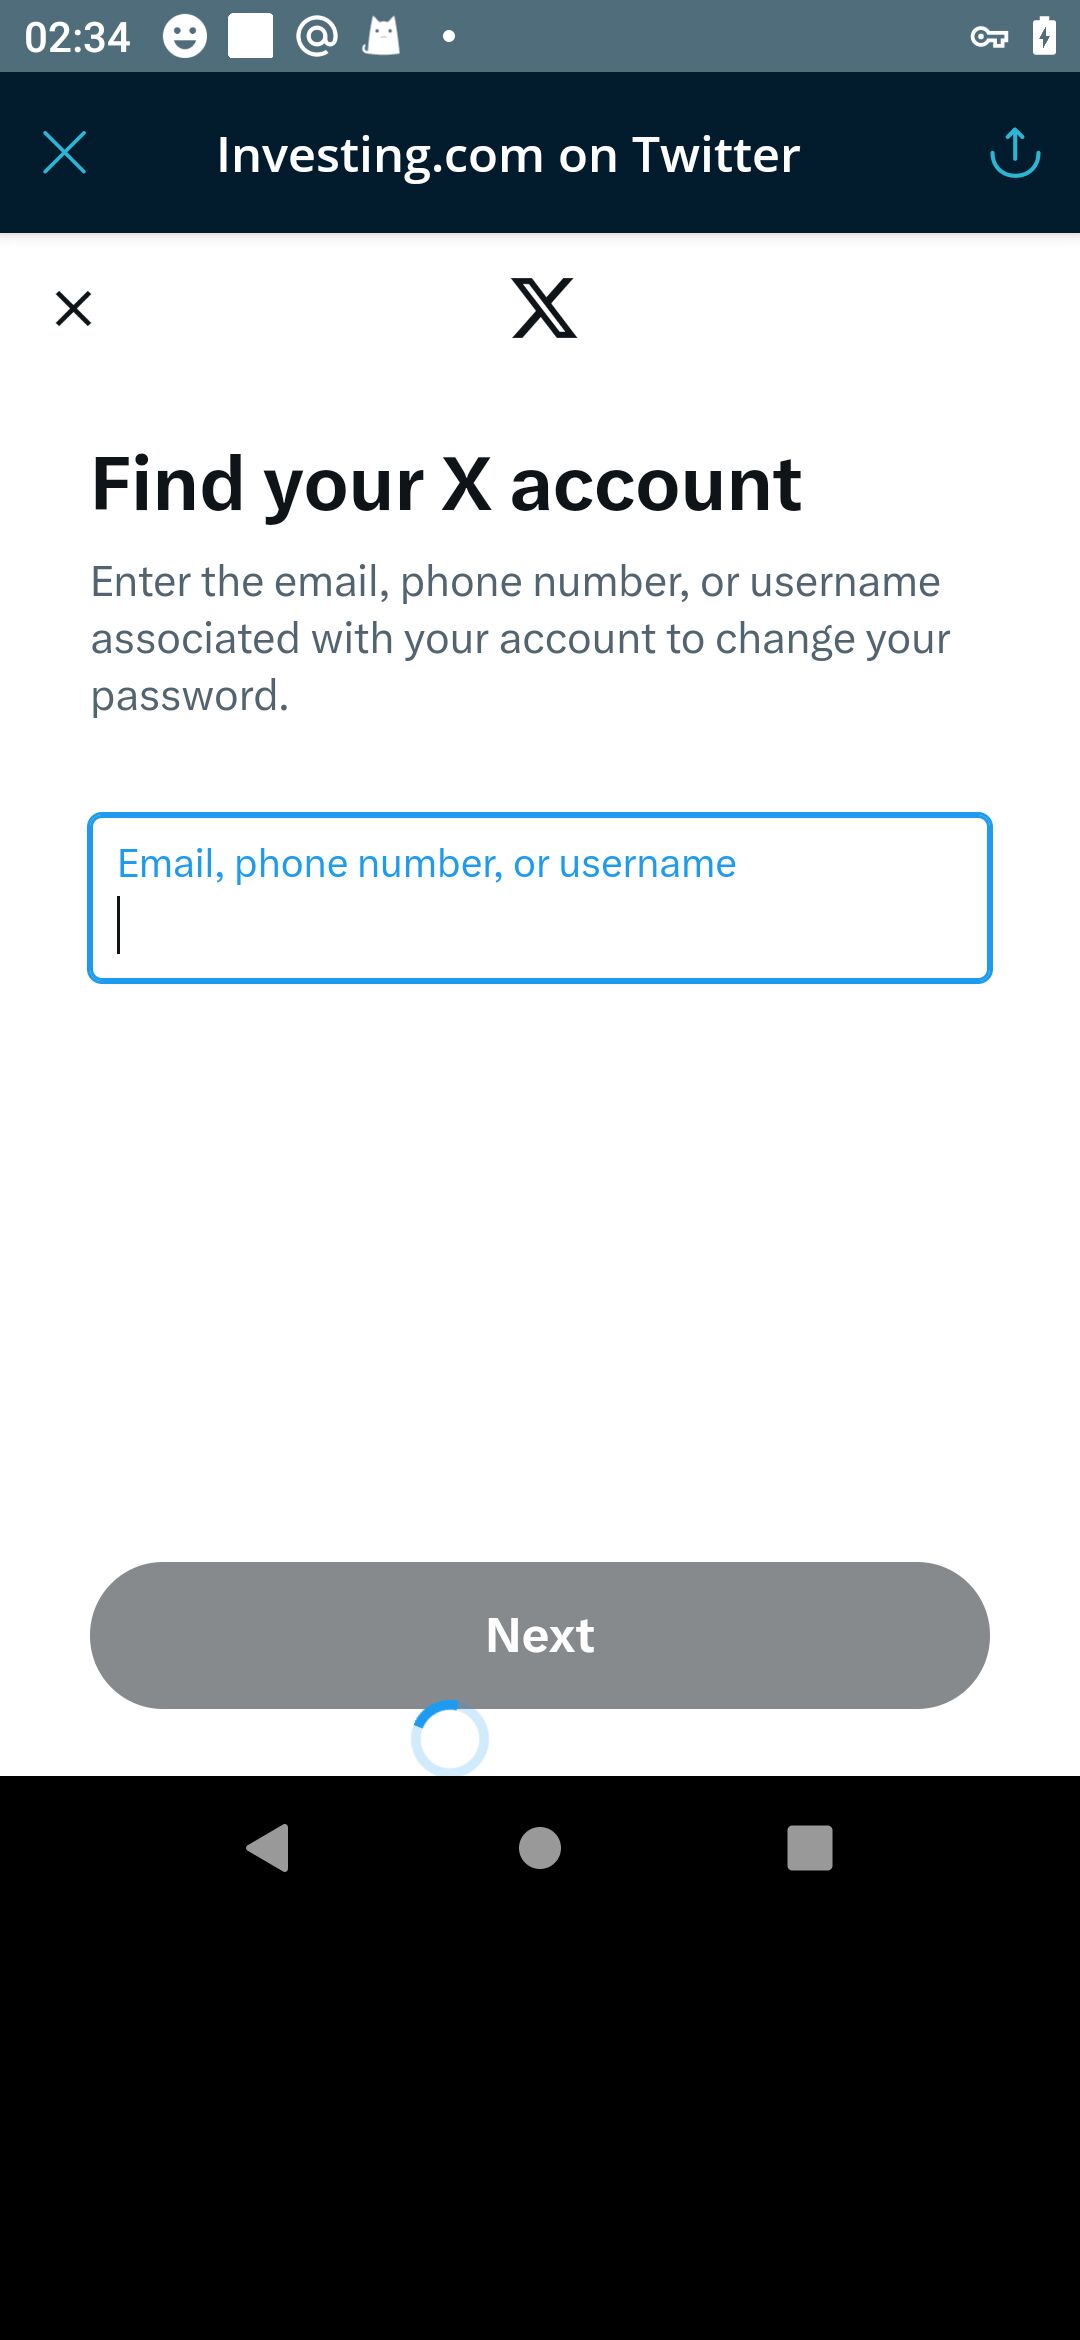 02:34
Investing.com on Twitter
Find your X account
Enter the email, phone number, or username
associated with your account to change your
password.
Email, phone number, or username
Next